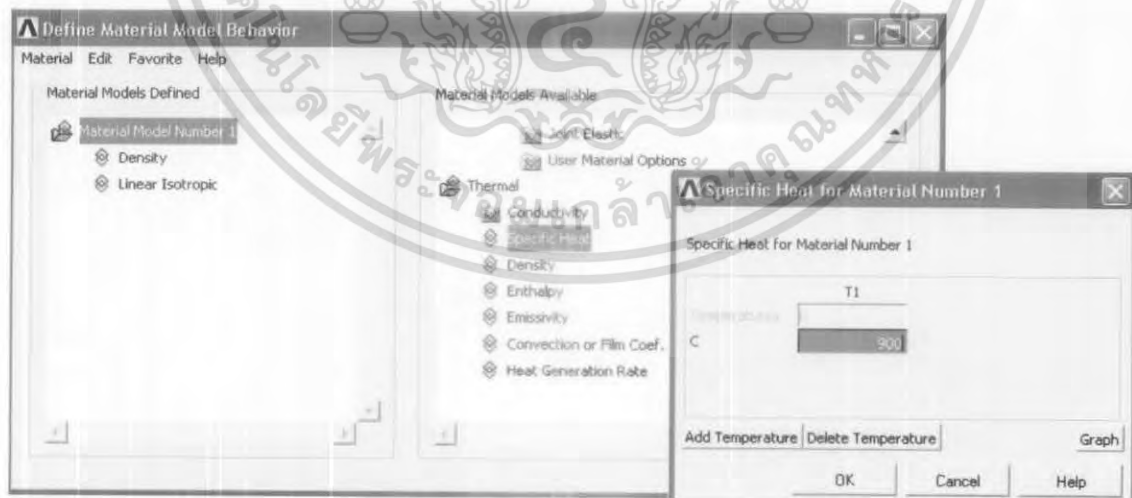 Define Material Model Behavior
Material Edit Favorite Help
Material Models Defined
Material Model Number 1
Density
Linear Isotropic
Material Models Available
Joint Elastic
User Material Options
Thermal
Conductivity
Specific Heat
Density
Enthalpy
Emissivity
Convection or Film Coef.
Heat Generation Rate
Specific Heat for Material Number 1
Specific Heat for Material Number 1
T1
Temperatures
C 900
Add Temperature Delete Temperature Graph
OK Cancel Help